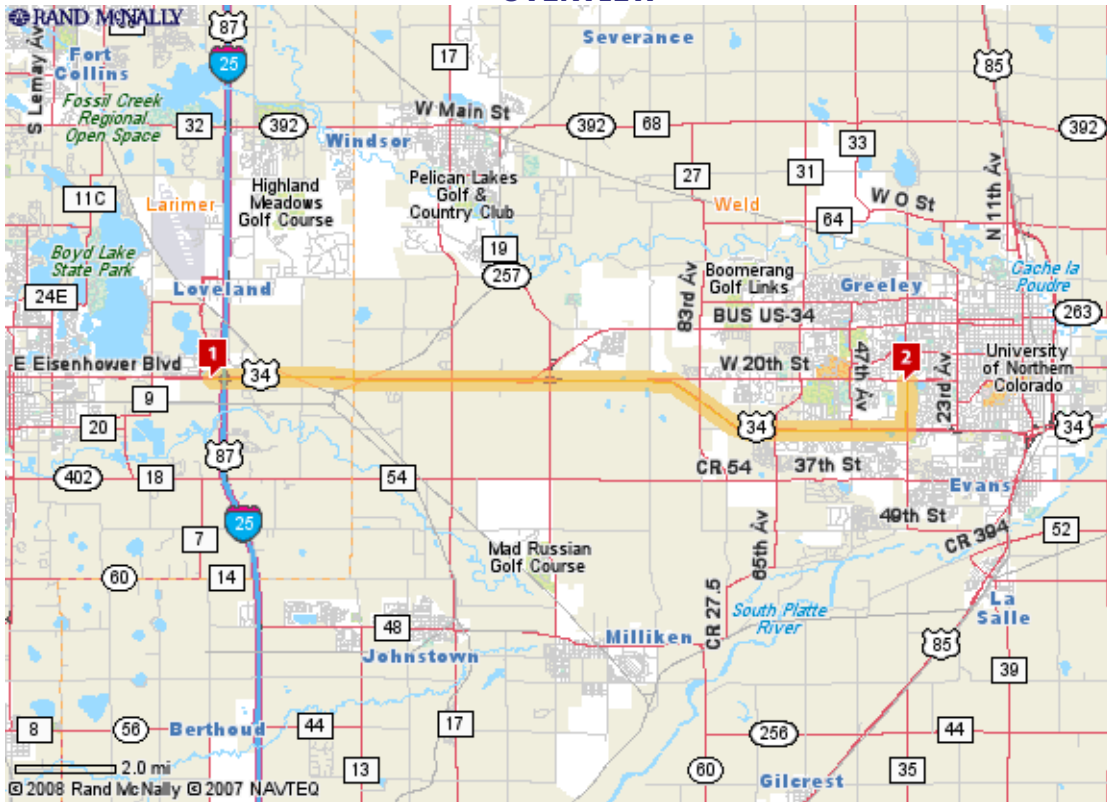 RAND McNALLY
87
25
S Lemay Av
Fort
Collins
Fossil Creek
Regional
Open Space
32
392
17
W Main St
Severance
85
392
68
392
Windsor
33
27
31
Highland
Meadows
Golf Course
Pelican Lakes
Golf &
Country Club
11C
Larimer
Weld
64
W O St
N 11th Av
Boyd Lake
State Park
19
257
24E
Loveland
83rd Av
Boomerang
Golf Links
Greeley
Cache la
Poudre
BUS US-34
263
E Eisenhower Blvd
1
34
W 20th St
47th Av
2
23rd Av
University
of Northern
Colorado
9
20
34
34
87
402
18
54
CR 54
37th St
Evans
25
49th St
52
7
CR 394
Mad Russian
Golf Course
65th Av
60
14
CR 27.5
South Platte
River
La
Salle
48
Johnstown
Milliken
85
39
8
56
Berthoud
44
17
256
44
2.0 mi
13
60
35
Gilcrest
©2008 Rand McNally ©2007 NAVTEQ